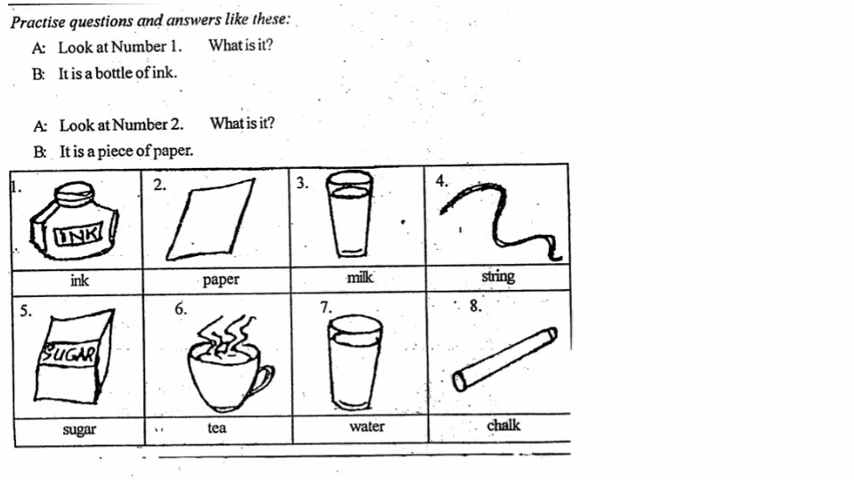 Practise questions and answers like these:
A: Look at Number 1. What is it?
B: It is a bottle of ink.
A: Look at Number 2. What is it?
B: It is a piece of paper.
1. 2. 3. 4.
INK
ink paper milk string
5. 6. 7. 8.
SUGAR
sugar tea water chalk